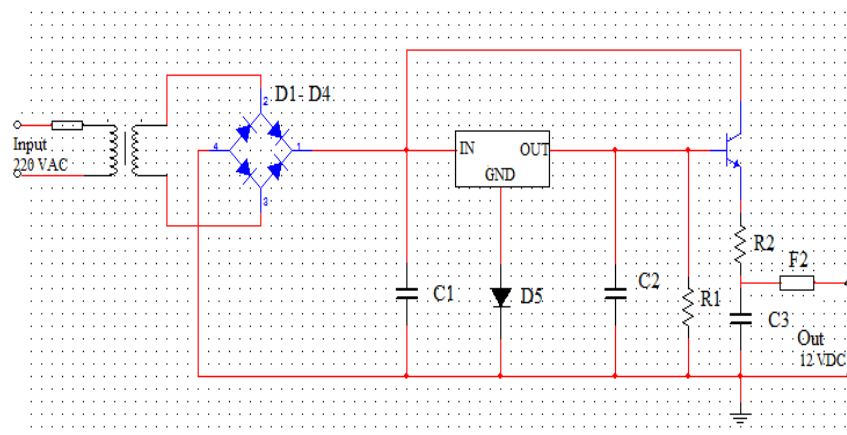 D1- D4
2
Input
220 VAC
4
1
3
IN
OUT
GND
C1
D5
C2
R1
R2
F2
C3
Out
12 VDC